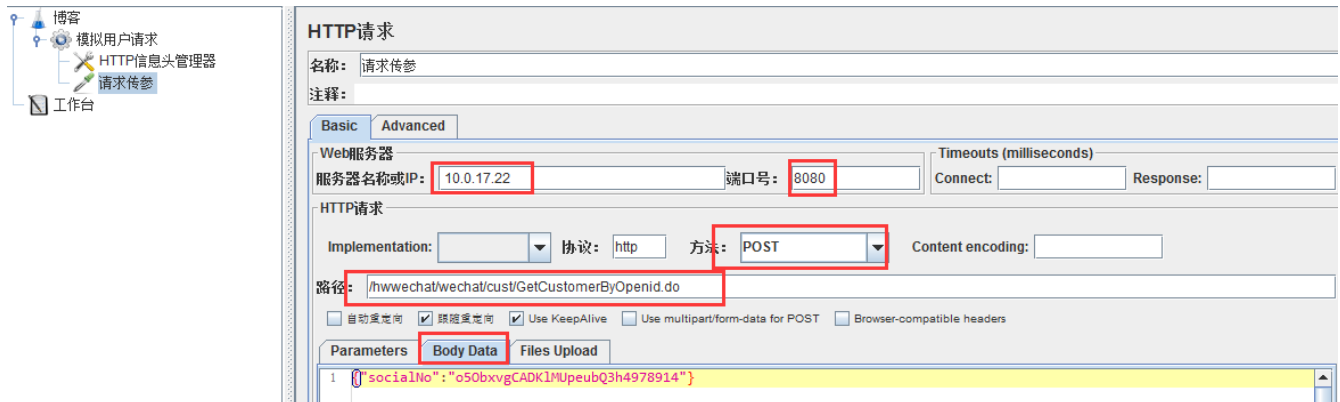 博客
模拟用户请求
HTTP信息头管理器
请求传参
工作台
HTTP请求
名称: 请求传参
注释:
Basic Advanced
Web服务器
服务器名称或IP: 10.0.17.22 端口号: 8080
Timeouts (milliseconds)
Connect: Response:
HTTP请求
Implementation: 协议: http 方法: POST Content encoding:
路径: /hwwechat/wechat/cust/GetCustomerByOpenid.do
自动重定向 跟随重定向 Use KeepAlive Use multipart/form-data for POST Browser-compatible headers
Parameters Body Data Files Upload
1 {"socialNo":"o5ObxvgCADKlMUpeubQ3h4978914"}